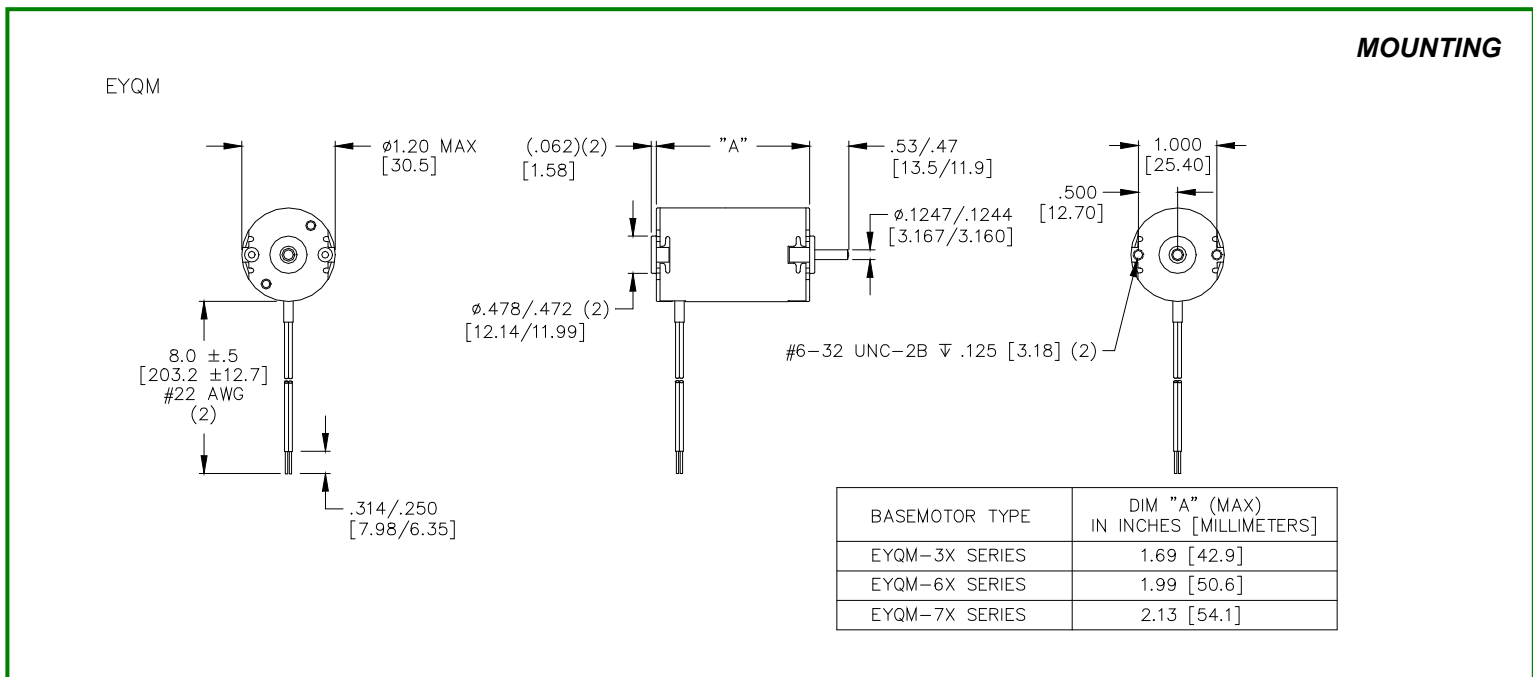 MOUNTING
EYQM
ø1.20 MAX
[30.5]
(.062)(2)
[1.58]
"A"
.53/.47
[13.5/11.9]
1.000
[25.40]
.500
[12.70]
ø.1247/.1244
[3.167/3.160]
ø.478/.472 (2)
[12.14/11.99]
#6-32 UNC-2B ↧ .125 [3.18] (2)
8.0 ±.5
[203.2 ±12.7]
#22 AWG
(2)
.314/.250
[7.98/6.35]
BASEMOTOR TYPE
DIM "A" (MAX)
IN INCHES [MILLIMETERS]
EYQM-3X SERIES 1.69 [42.9]
EYQM-6X SERIES 1.99 [50.6]
EYQM-7X SERIES 2.13 [54.1]